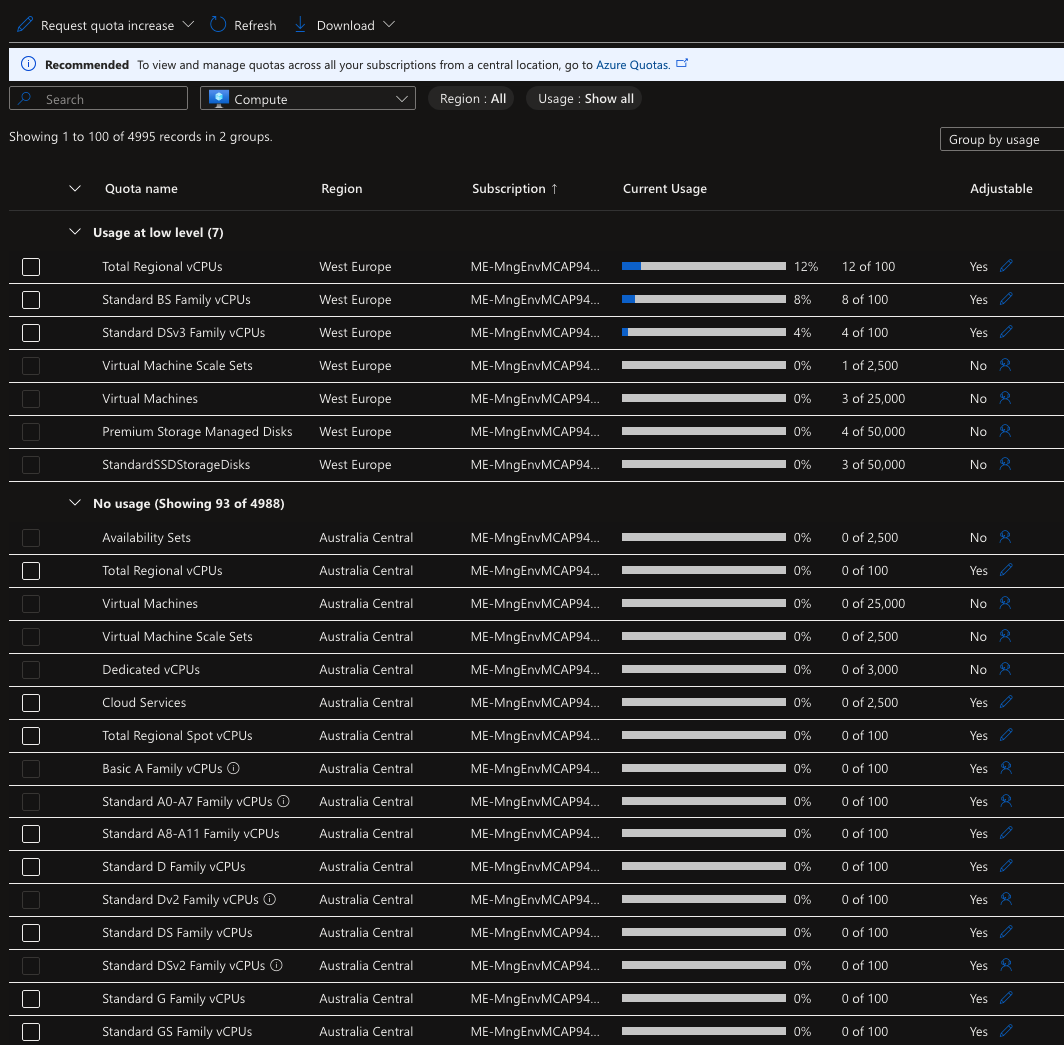 Request quota increase Refresh Download
Recommended To view and manage quotas across all your subscriptions from a central location, go to Azure Quotas.
Search Compute Region : All Usage : Show all
Showing 1 to 100 of 4995 records in 2 groups.
Group by usage
Quota name Region Subscription ↑ Current Usage Adjustable
Usage at low level (7)
Total Regional vCPUs West Europe ME-MngEnvMCAP94... 12% 12 of 100 Yes
Standard BS Family vCPUs West Europe ME-MngEnvMCAP94... 8% 8 of 100 Yes
Standard DSv3 Family vCPUs West Europe ME-MngEnvMCAP94... 4% 4 of 100 Yes
Virtual Machine Scale Sets West Europe ME-MngEnvMCAP94... 0% 1 of 2,500 No
Virtual Machines West Europe ME-MngEnvMCAP94... 0% 3 of 25,000 No
Premium Storage Managed Disks West Europe ME-MngEnvMCAP94... 0% 4 of 50,000 No
StandardSSDStorageDisks West Europe ME-MngEnvMCAP94... 0% 3 of 50,000 No
No usage (Showing 93 of 4988)
Availability Sets Australia Central ME-MngEnvMCAP94... 0% 0 of 2,500 No
Total Regional vCPUs Australia Central ME-MngEnvMCAP94... 0% 0 of 100 Yes
Virtual Machines Australia Central ME-MngEnvMCAP94... 0% 0 of 25,000 No
Virtual Machine Scale Sets Australia Central ME-MngEnvMCAP94... 0% 0 of 2,500 No
Dedicated vCPUs Australia Central ME-MngEnvMCAP94... 0% 0 of 3,000 No
Cloud Services Australia Central ME-MngEnvMCAP94... 0% 0 of 2,500 Yes
Total Regional Spot vCPUs Australia Central ME-MngEnvMCAP94... 0% 0 of 100 Yes
Basic A Family vCPUs Australia Central ME-MngEnvMCAP94... 0% 0 of 100 Yes
Standard A0-A7 Family vCPUs Australia Central ME-MngEnvMCAP94... 0% 0 of 100 Yes
Standard A8-A11 Family vCPUs Australia Central ME-MngEnvMCAP94... 0% 0 of 100 Yes
Standard D Family vCPUs Australia Central ME-MngEnvMCAP94... 0% 0 of 100 Yes
Standard Dv2 Family vCPUs Australia Central ME-MngEnvMCAP94... 0% 0 of 100 Yes
Standard DS Family vCPUs Australia Central ME-MngEnvMCAP94... 0% 0 of 100 Yes
Standard DSv2 Family vCPUs Australia Central ME-MngEnvMCAP94... 0% 0 of 100 Yes
Standard G Family vCPUs Australia Central ME-MngEnvMCAP94... 0% 0 of 100 Yes
Standard GS Family vCPUs Australia Central ME-MngEnvMCAP94... 0% 0 of 100 Yes